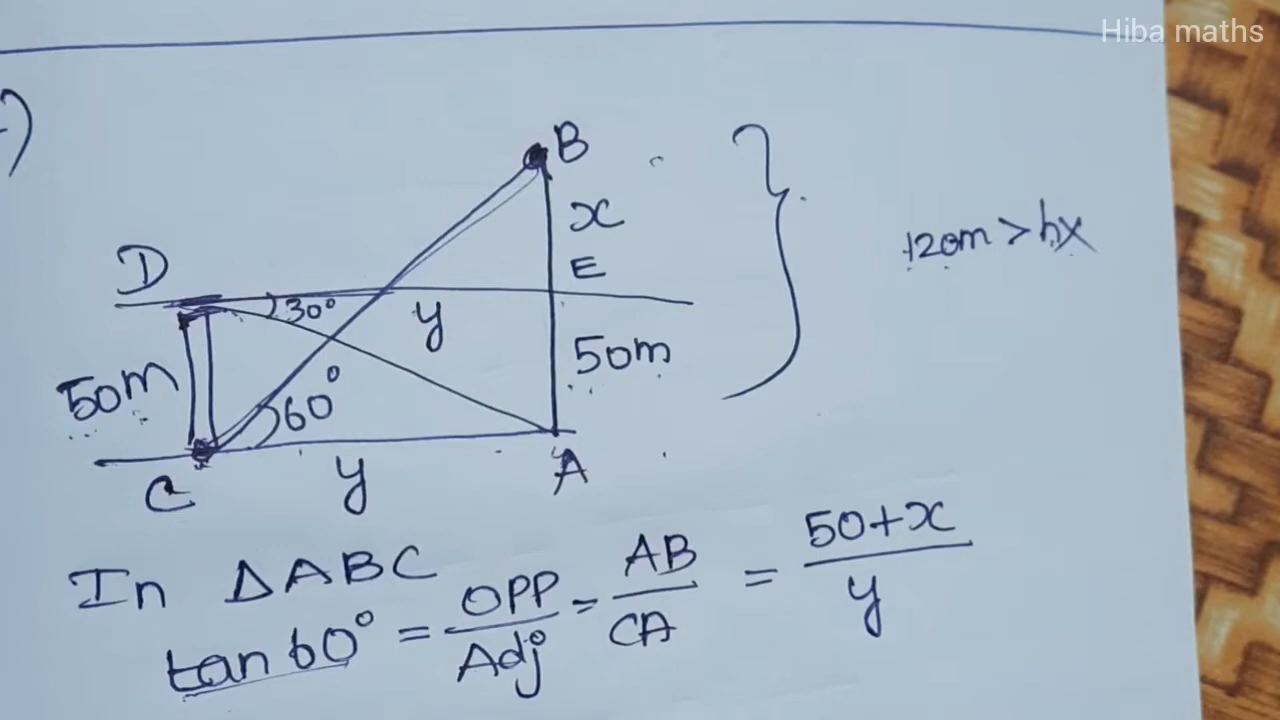 Hiba maths
B
x
D
E
120m > hx
30°
y
50m
50m
60°
C
y
A
In ΔABC
tan 60° = OPP/Adj = AB/CA = 50+x/y